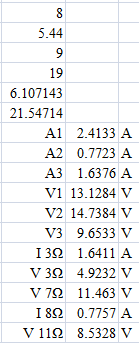 8
5.44
9
19
6.107143
21.54714
A1 2.4133 A
A2 0.7723 A
A3 1.6376 A
V1 13.1284 V
V2 14.7384 V
V3 9.6533 V
I 3Ω 1.6411 A
V 3Ω 4.9232 V
V 7Ω 11.463 V
I 8Ω 0.7757 A
V 11Ω 8.5328 V